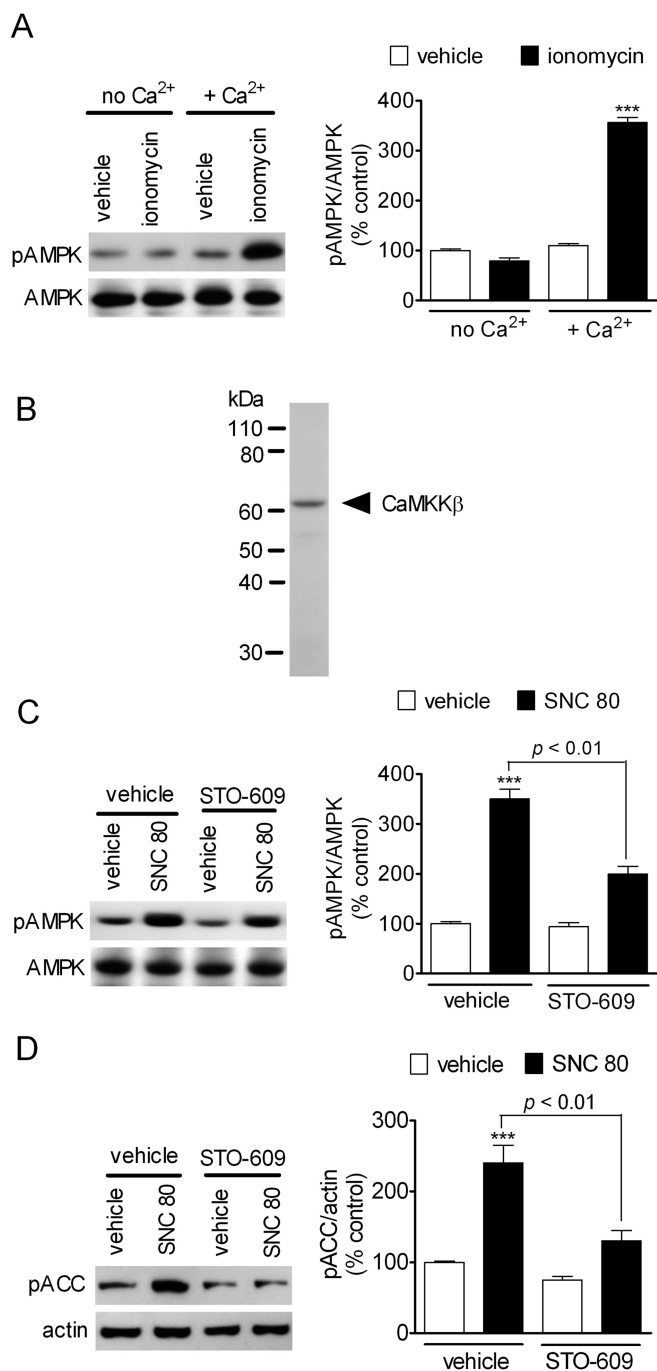 A
no Ca²⁺ + Ca²⁺
vehicle
ionomycin
vehicle
ionomycin
pAMPK
AMPK
vehicle ionomycin
pAMPK/AMPK
(% control)
400
300
200
100
0
***
no Ca²⁺ + Ca²⁺
B
kDa
110
80
60
50
40
30
CaMKKβ
C
vehicle STO-609
vehicle
SNC 80
vehicle
SNC 80
pAMPK
AMPK
vehicle SNC 80
pAMPK/AMPK
(% control)
400
300
200
100
0
***
p < 0.01
vehicle STO-609
D
vehicle STO-609
vehicle
SNC 80
vehicle
SNC 80
pACC
actin
vehicle SNC 80
pACC/actin
(% control)
300
200
100
0
***
p < 0.01
vehicle STO-609